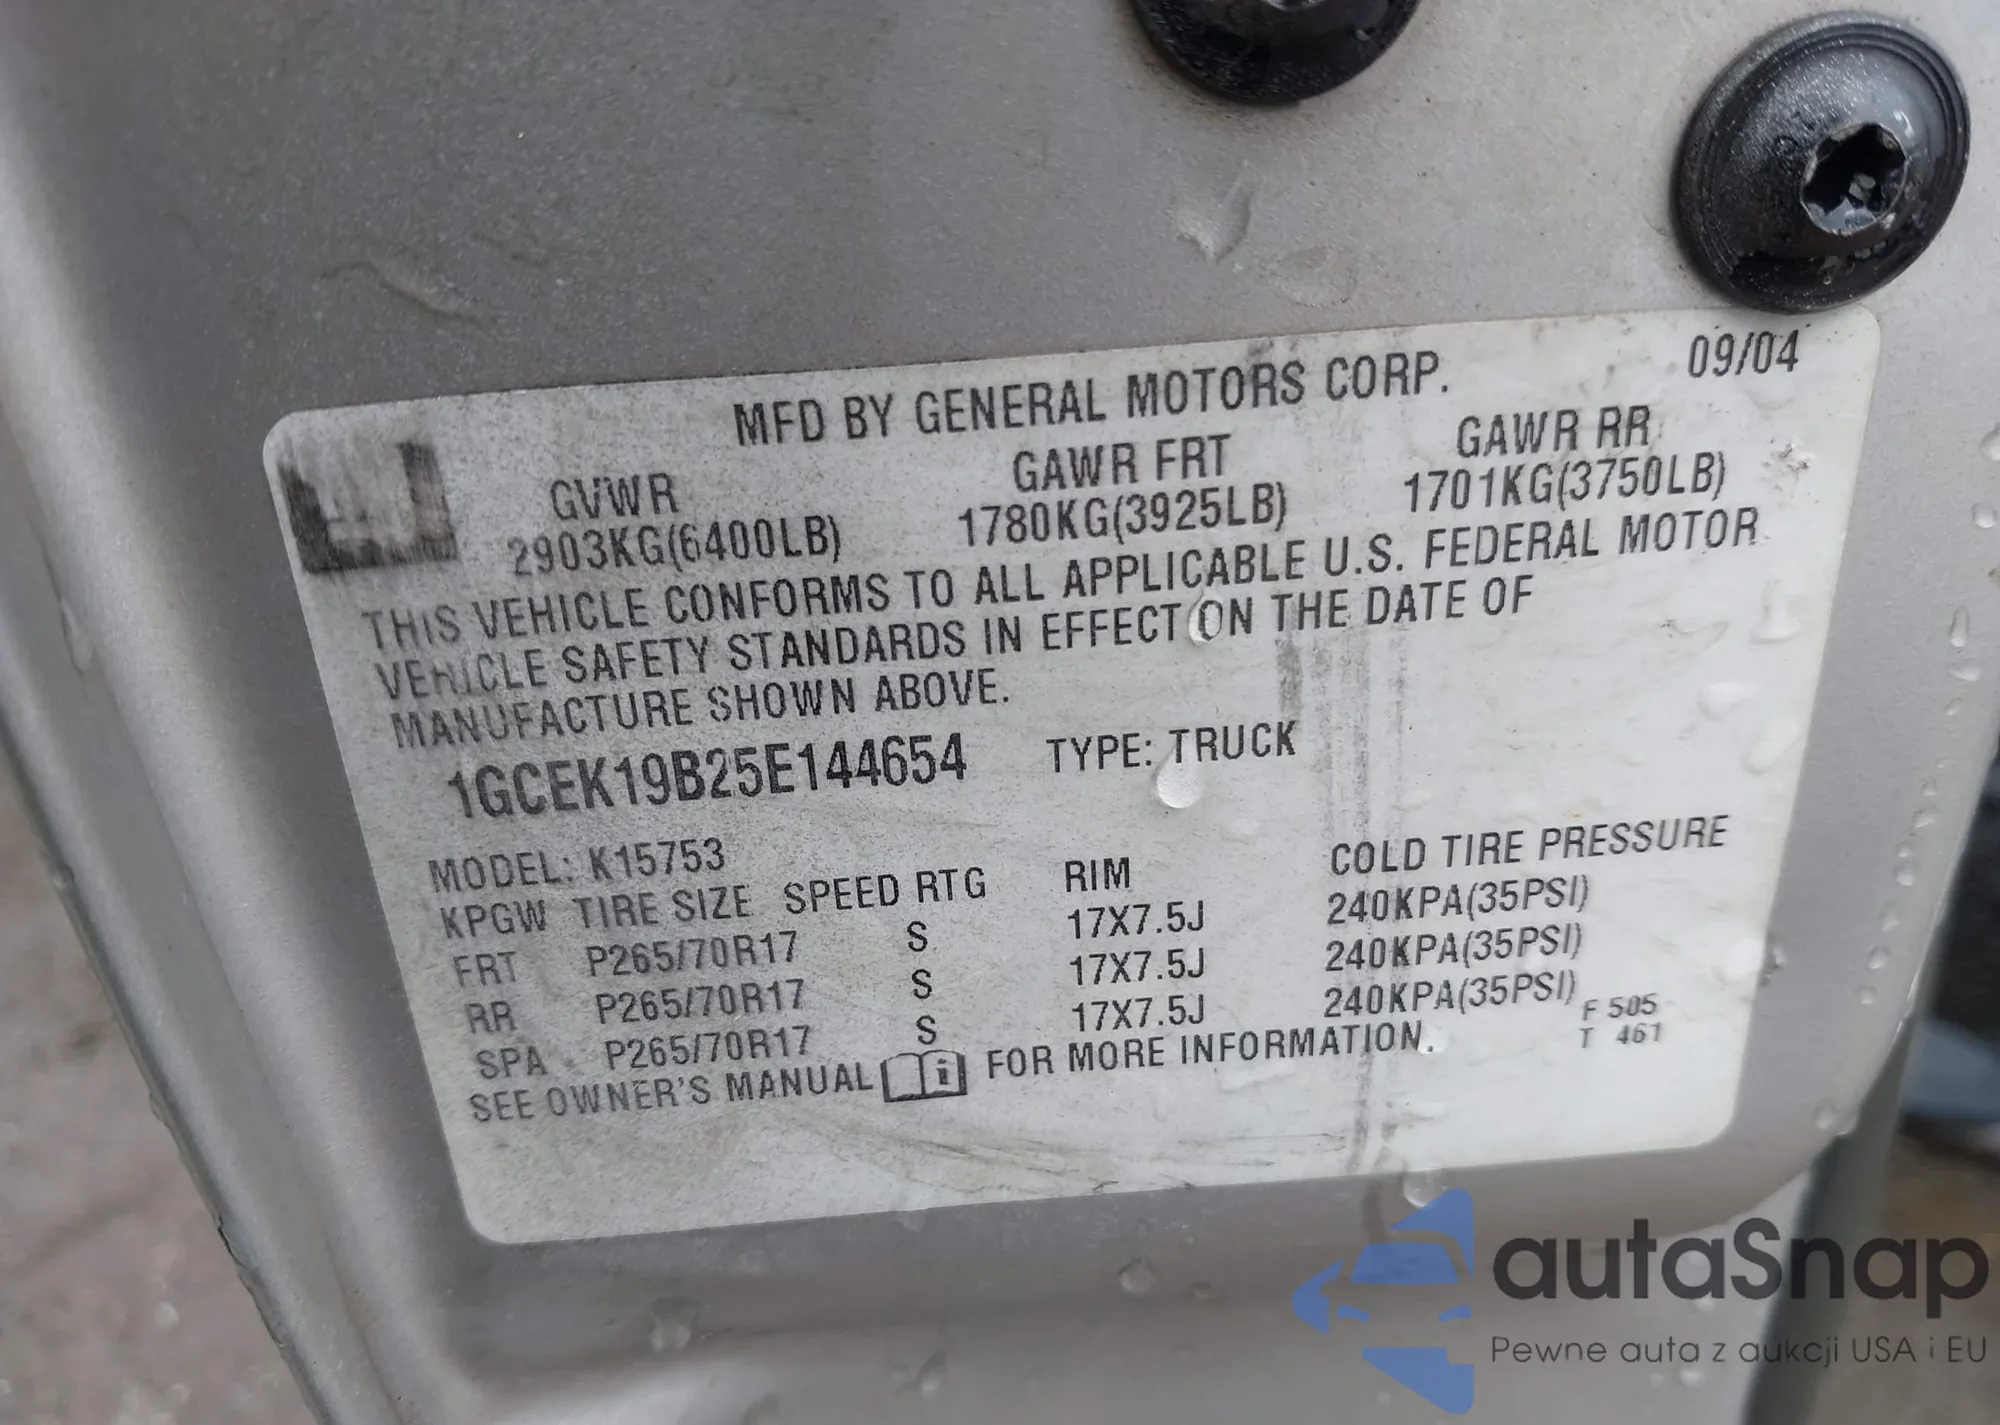 MFD BY GENERAL MOTORS CORP. 09/04
GVWR GAWR FRT GAWR RR
2903KG(6400LB) 1780KG(3925LB) 1701KG(3750LB)
THIS VEHICLE CONFORMS TO ALL APPLICABLE U.S. FEDERAL MOTOR
VEHICLE SAFETY STANDARDS IN EFFECT ON THE DATE OF
MANUFACTURE SHOWN ABOVE.
1GCEK19B25E144654 TYPE: TRUCK
MODEL: K15753
KPGW TIRE SIZE SPEED RTG RIM COLD TIRE PRESSURE
FRT P265/70R17 S 17X7.5J 240KPA(35PSI)
RR P265/70R17 S 17X7.5J 240KPA(35PSI)
SPA P265/70R17 S 17X7.5J 240KPA(35PSI)
SEE OWNER'S MANUAL FOR MORE INFORMATION.
F 505
T 461
autaSnap
Pewne auta z aukcji USA i EU